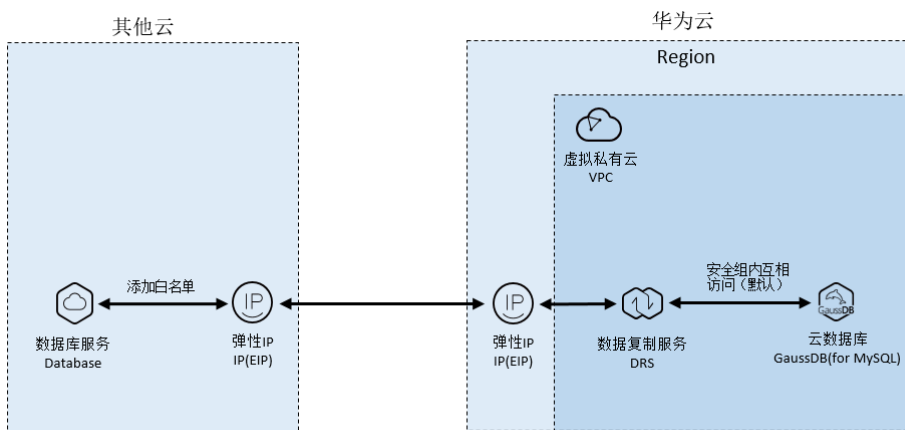 其他云
华为云
Region
虚拟私有云
VPC
添加白名单
安全组内互相
访问（默认）
IP
IP
GaussDB
数据库服务
Database
弹性IP
IP(EIP)
弹性IP
IP(EIP)
数据复制服务
DRS
云数据库
GaussDB(for MySQL)